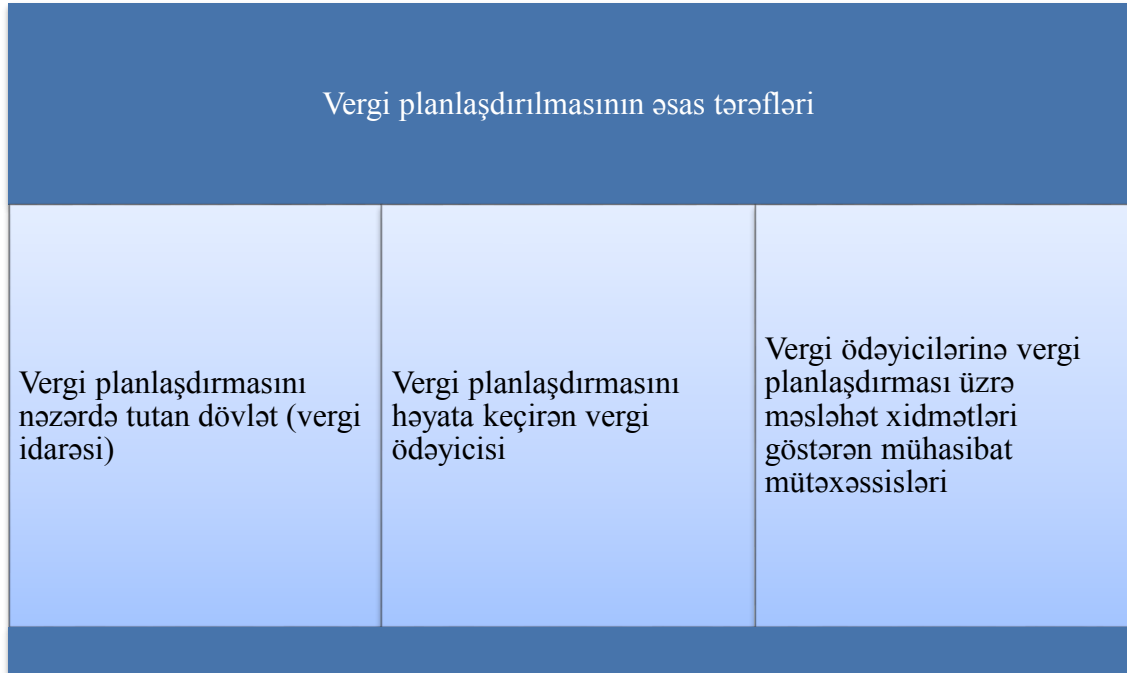 Vergi planlaşdırılmasının əsas tərəfləri
Vergi planlaşdırmasını
nəzərdə tutan dövlət (vergi
idarəsi)
Vergi planlaşdırmasını
həyata keçirən vergi
ödəyicisi
Vergi ödəyicilərinə vergi
planlaşdırması üzrə
məsləhət xidmətləri
göstərən mühasibat
mütəxəssisləri